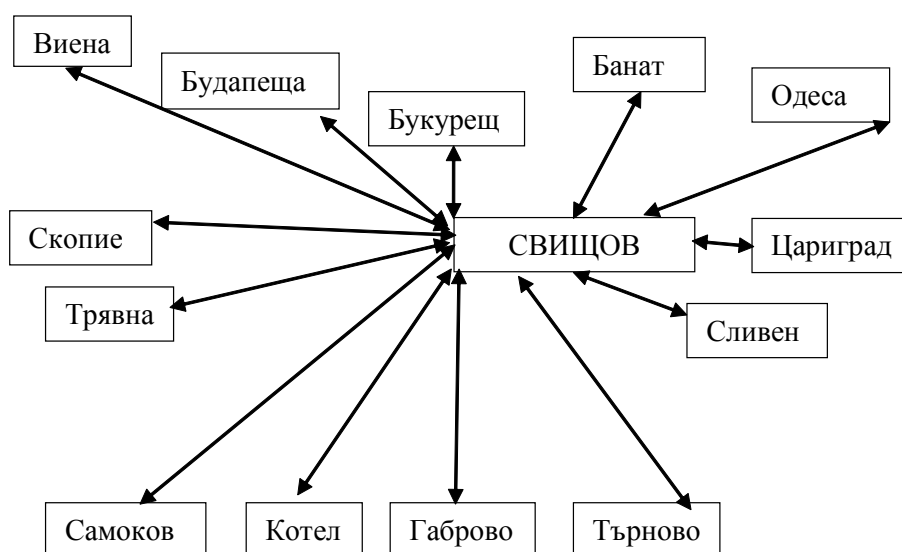 Виена
Будапеща
Букурещ
Банат
Одеса
Скопие
СВИЩОВ
Цариград
Трявна
Сливен
Самоков
Котел
Габрово
Търново